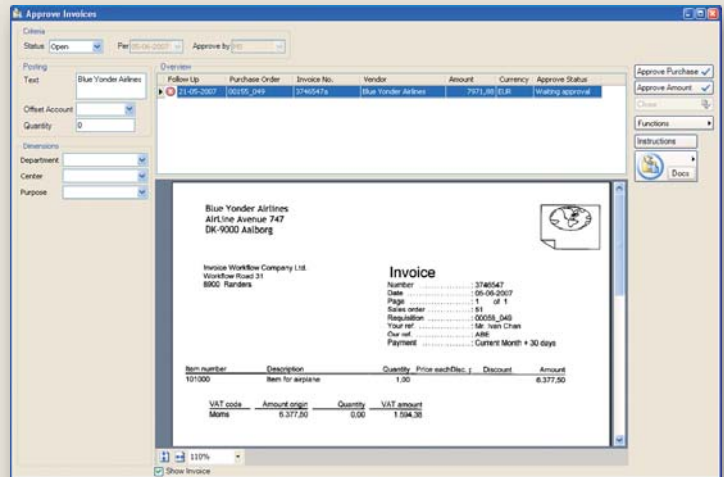 Approve Invoices
Criteria
Status Open Per 05-06-2007 Approve by
Posting
Text Blue Yonder Airlines
Offset Account
Quantity 0
Dimensions
Department
Center
Purpose
Overview
Follow Up Purchase Order Invoice No. Vendor Amount Currency Approve Status
21-05-2007 00155_049 3746547a Blue Yonder Airlines 7971,88 EUR Waiting approval
Approve Purchase
Approve Amount
Close
Functions
Instructions
Docs
Blue Yonder Airlines
AirLine Avenue 747
DK-9000 Aalborg
Invoice Workflow Company Ltd.
Workflow Road 31
8900 Randers
Invoice
Number : 3746547
Date : 05-06-2007
Page : 1 of 1
Sales order : 51
Requisition : 00055_049
Your ref. : Mr. Ivan Chan
Our ref. : ABE
Payment : Current Month + 30 days
Item number Description Quantity Price each Disc. Discount Amount
101000 Item for airplane 1,00 6.377,50
VAT code Amount origin Quantity VAT amount
Moms 6.377,50 0,00 1.594,38
110%
Show Invoice